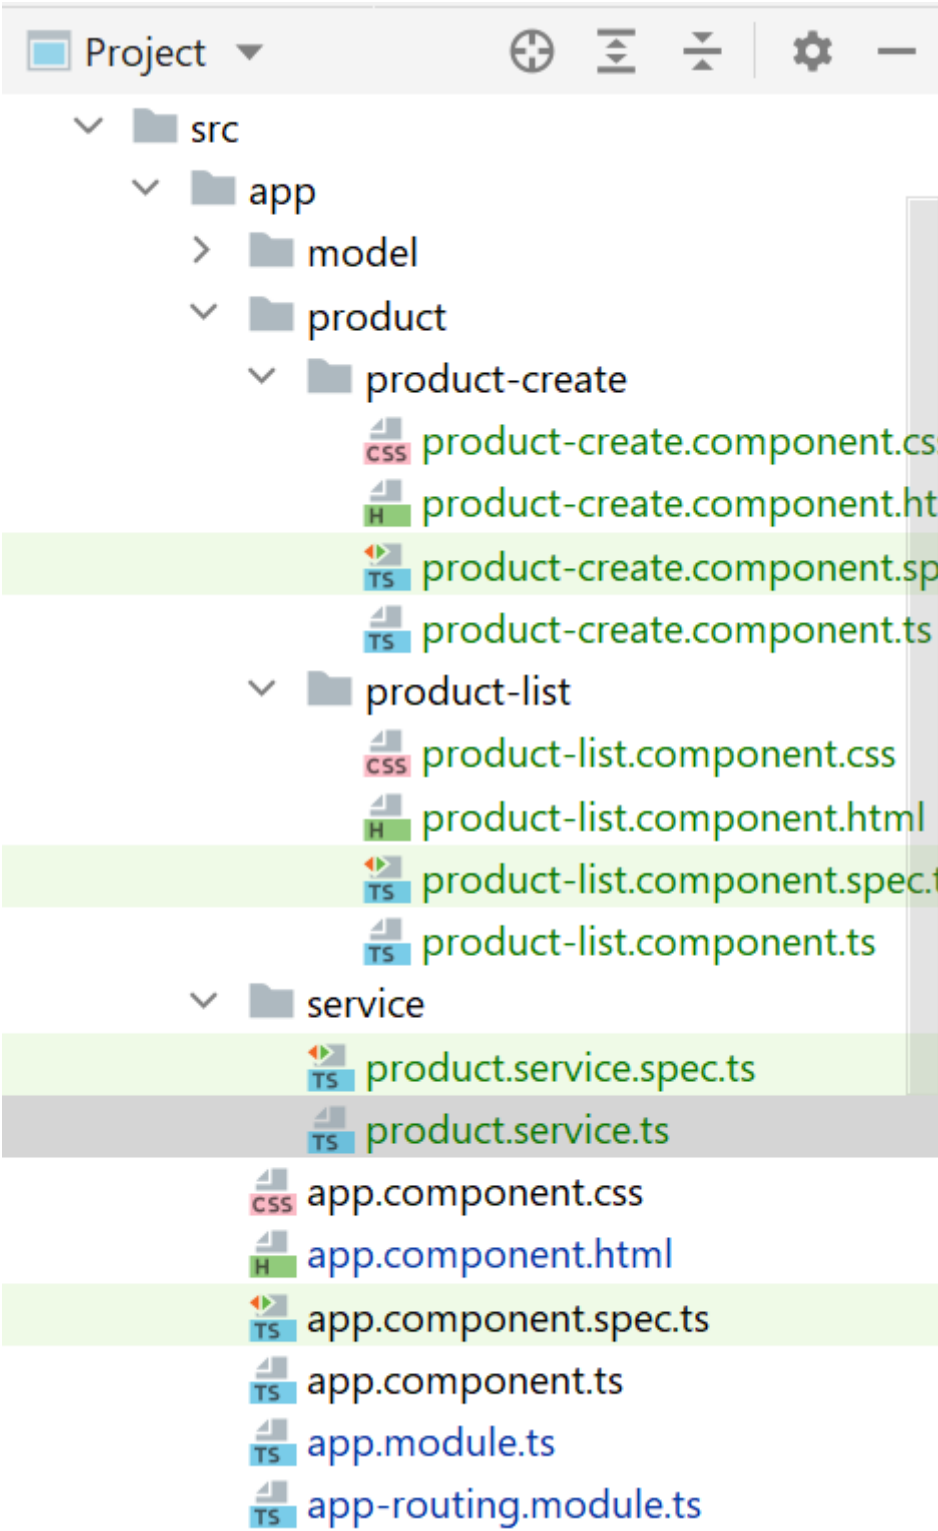 Project
src
app
model
product
product-create
CSS product-create.component.cs
H product-create.component.ht
TS product-create.component.sp
TS product-create.component.ts
product-list
CSS product-list.component.css
H product-list.component.html
TS product-list.component.spec.t
TS product-list.component.ts
service
TS product.service.spec.ts
TS product.service.ts
CSS app.component.css
H app.component.html
TS app.component.spec.ts
TS app.component.ts
TS app.module.ts
TS app-routing.module.ts